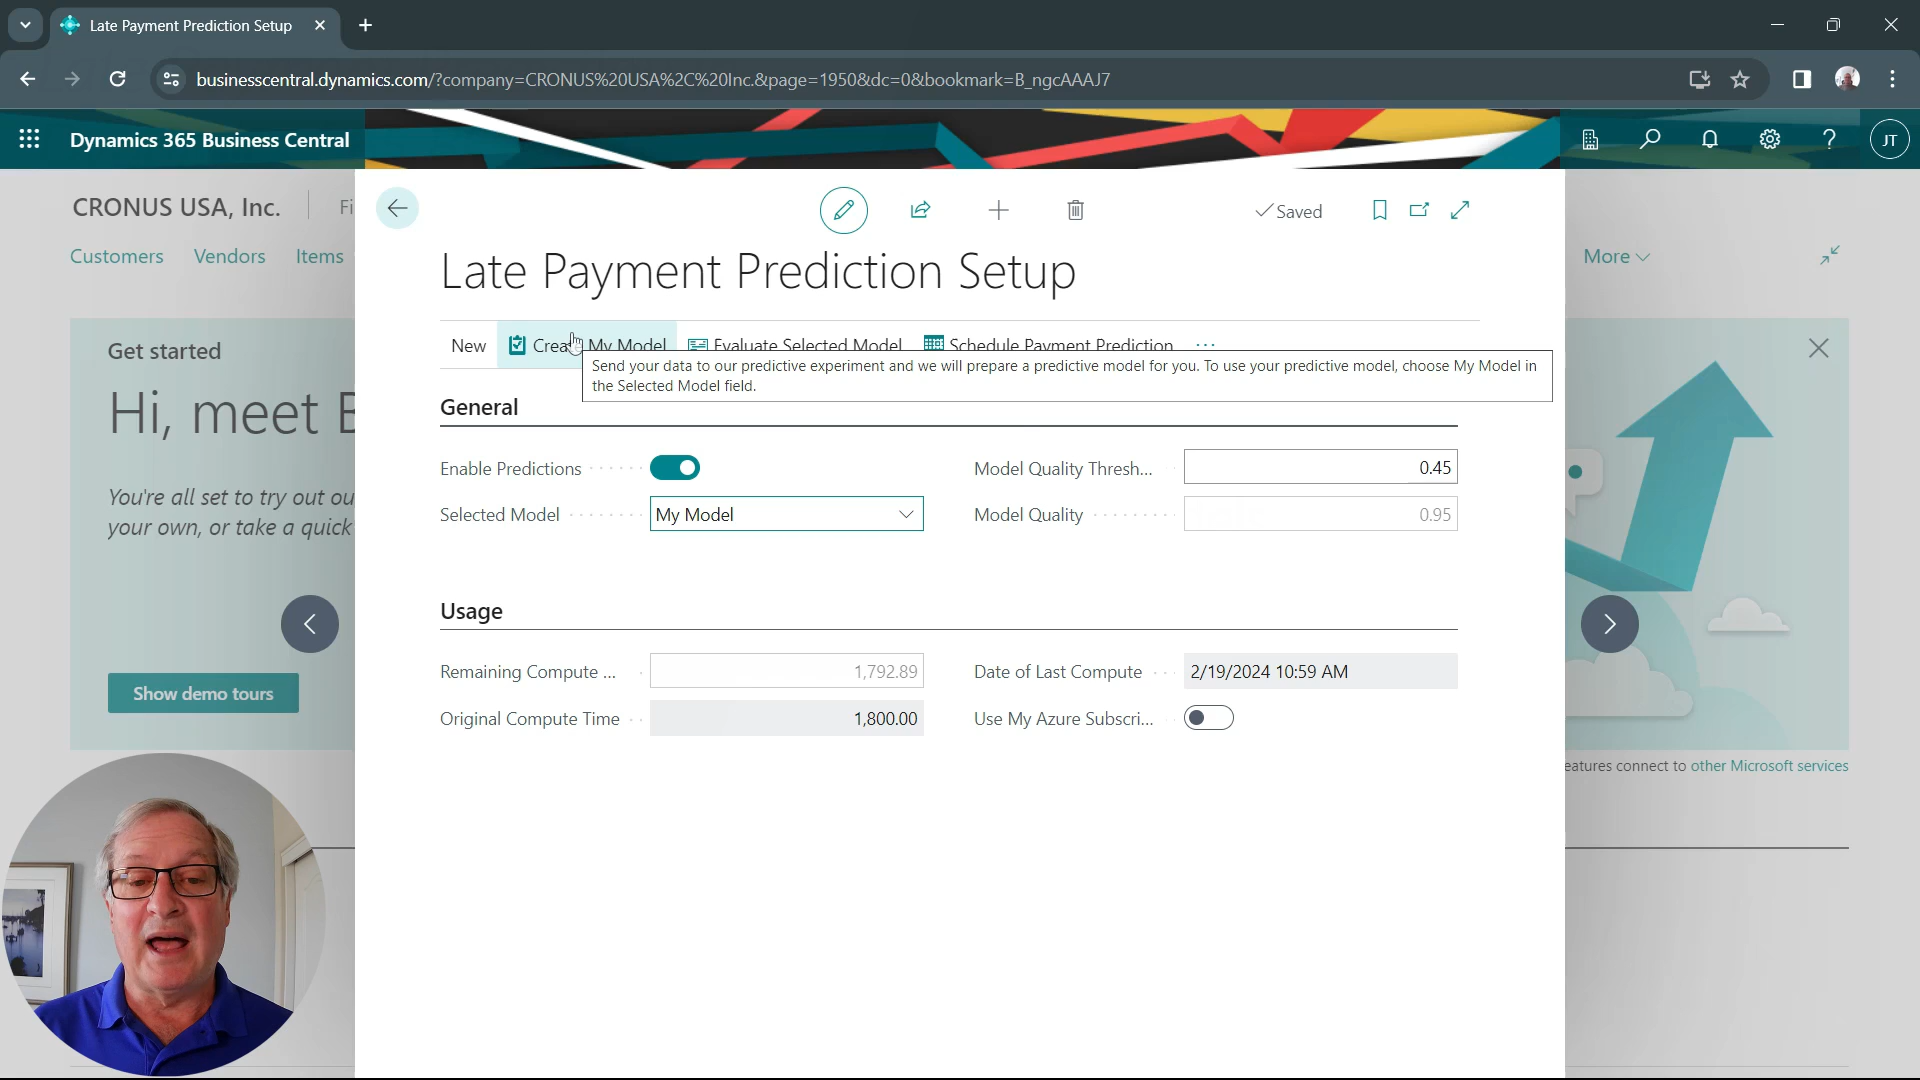 Late Payment Prediction Setup
businesscentral.dynamics.com/?company=CRONUS%20USA%2C%20Inc.&page=1950&dc=0&bookmark=B_ngcAAAJ7
Dynamics 365 Business Central
JT
CRONUS USA, Inc.
Fi
Saved
Customers
Vendors
Items
More
Late Payment Prediction Setup
New
Create My Model
Evaluate Selected Model
Schedule Payment Prediction
...
Send your data to our predictive experiment and we will prepare a predictive model for you. To use your predictive model, choose My Model in
the Selected Model field.
Get started
Hi, meet B
You're all set to try out ou
your own, or take a quick
Show demo tours
General
Enable Predictions
Model Quality Thresh...
0.45
Selected Model
My Model
Model Quality
0.95
Usage
Remaining Compute ...
1,792.89
Date of Last Compute
2/19/2024 10:59 AM
Original Compute Time
1,800.00
Use My Azure Subscri...
eatures connect to other Microsoft services